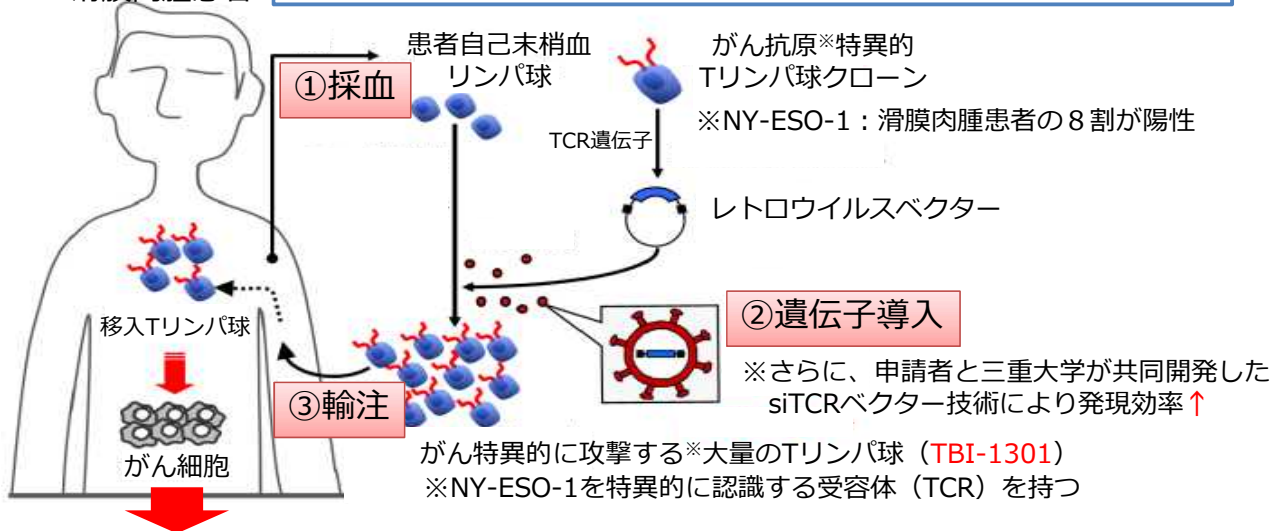 ①採血
患者自己末梢血
リンパ球
がん抗原※特異的
Tリンパ球クローン
※NY-ESO-1：滑膜肉腫患者の８割が陽性
TCR遺伝子
レトロウイルスベクター
②遺伝子導入
※さらに、申請者と三重大学が共同開発した
siTCRベクター技術により発現効率↑
移入Tリンパ球
③輸注
がん細胞
がん特異的に攻撃する※大量のTリンパ球（TBI-1301）
※NY-ESO-1を特異的に認識する受容体（TCR）を持つ